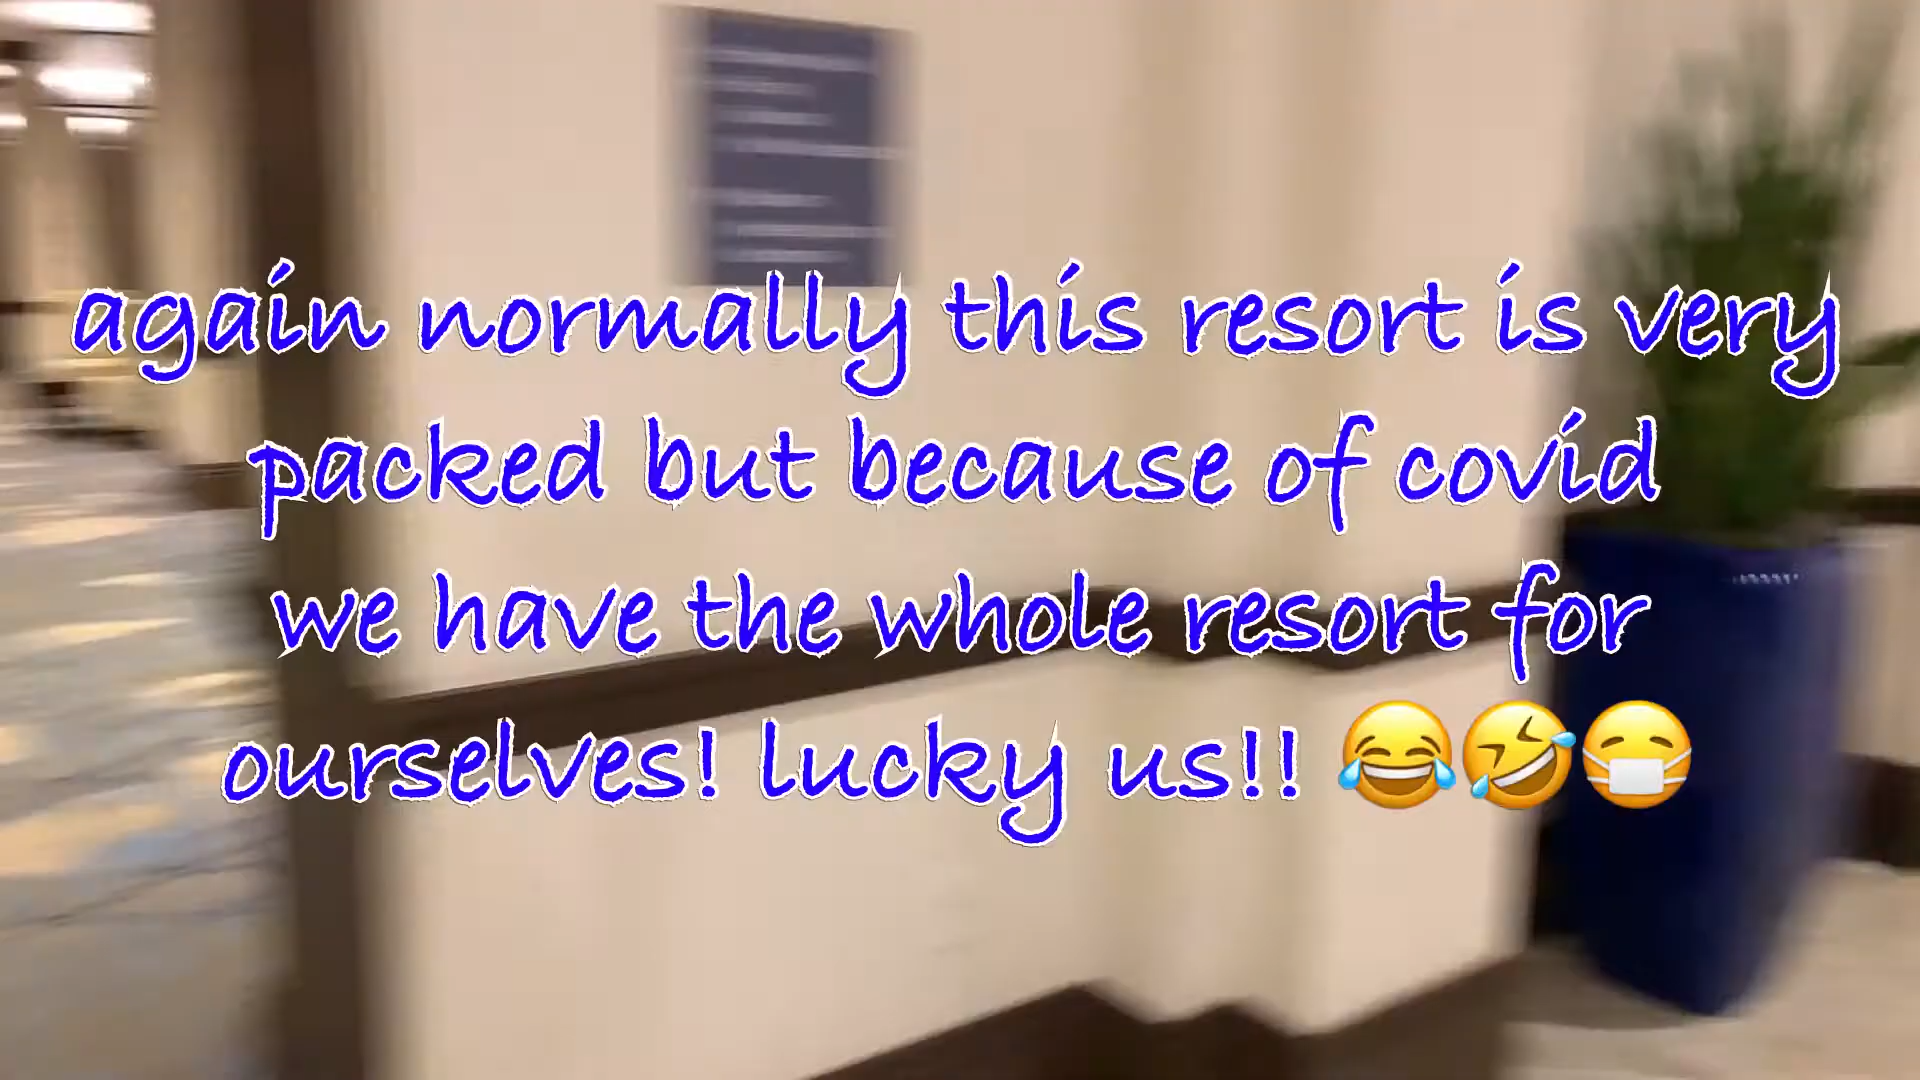 again normally this resort is very
packed but because of covid
we have the whole resort for
ourselves! lucky us!! 😂🤣😷